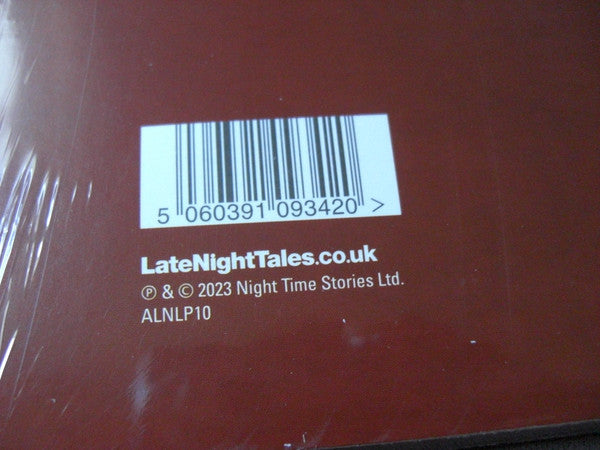 5 060391 093420 >
LateNightTales.co.uk
℗ & © 2023 Night Time Stories Ltd.
ALNLP10